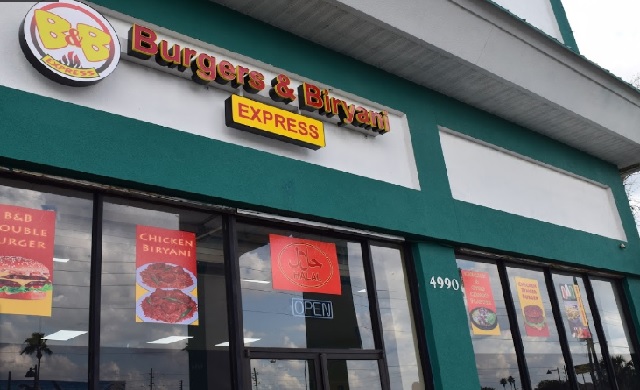 B&B
EXPRESS
Burgers & Biryani
EXPRESS
B&B
DOUBLE
BURGER
CHICKEN
BIRYANI
حلال
HALAL
OPEN
4990